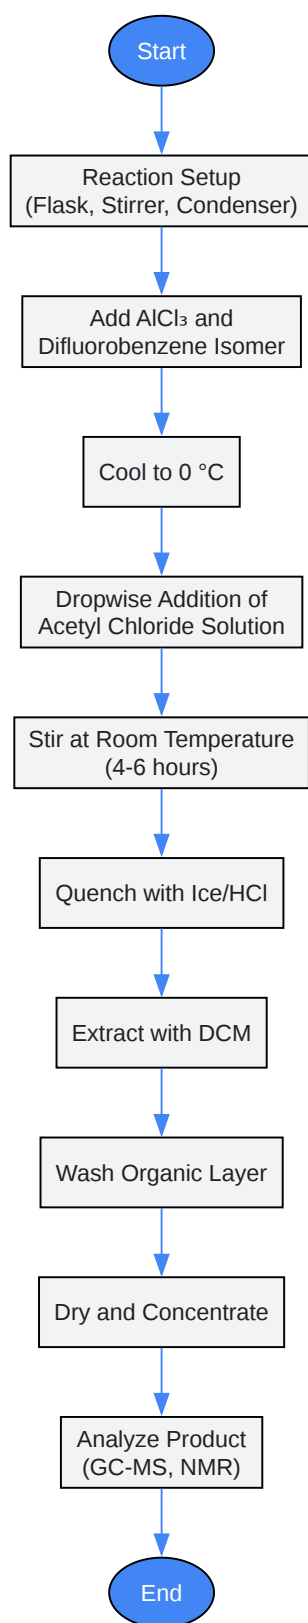 Start
Reaction Setup
(Flask, Stirrer, Condenser)
Add AlCl₃ and
Difluorobenzene Isomer
Cool to 0 °C
Dropwise Addition of
Acetyl Chloride Solution
Stir at Room Temperature
(4-6 hours)
Quench with Ice/HCl
Extract with DCM
Wash Organic Layer
Dry and Concentrate
Analyze Product
(GC-MS, NMR)
End